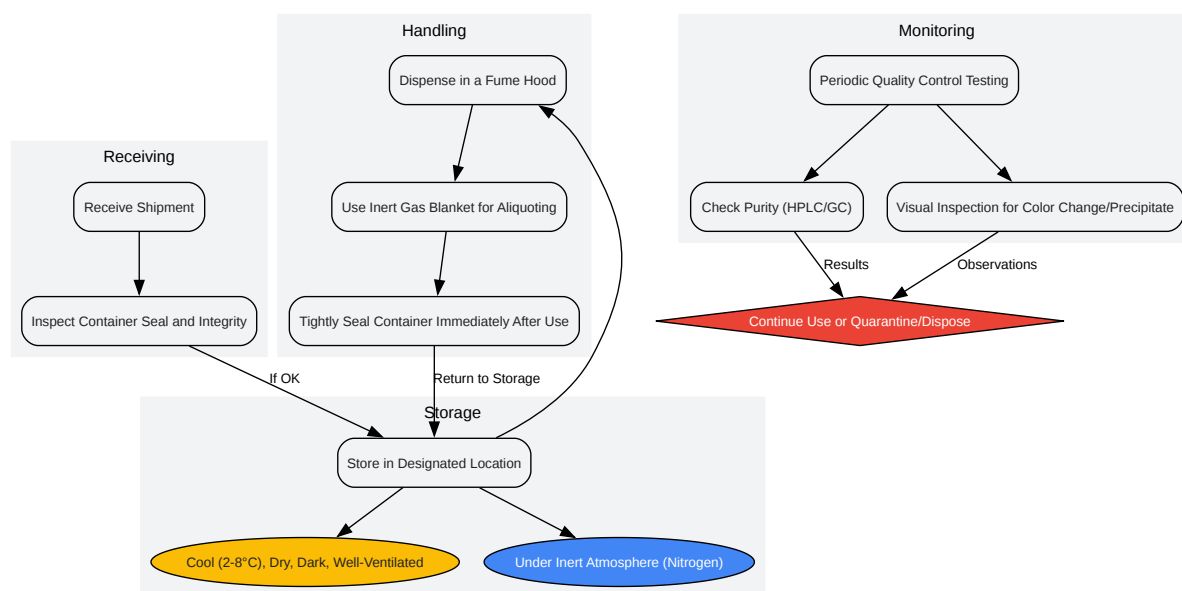 Handling
Dispense in a Fume Hood
Use Inert Gas Blanket for Aliquoting
Tightly Seal Container Immediately After Use
Monitoring
Periodic Quality Control Testing
Check Purity (HPLC/GC)
Visual Inspection for Color Change/Precipitate
Results
Observations
Continue Use or Quarantine/Dispose
Receiving
Receive Shipment
Inspect Container Seal and Integrity
If OK
Return to Storage
Storage
Store in Designated Location
Cool (2-8°C), Dry, Dark, Well-Ventilated
Under Inert Atmosphere (Nitrogen)